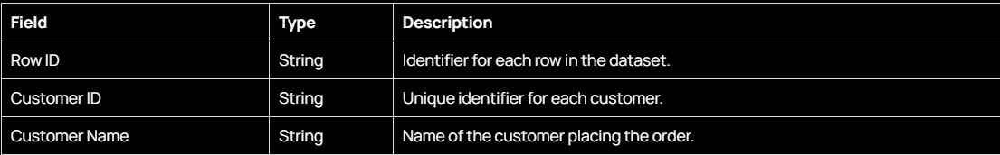 Field Type Description
Row ID String Identifier for each row in the dataset.
Customer ID String Unique identifier for each customer.
Customer Name String Name of the customer placing the order.